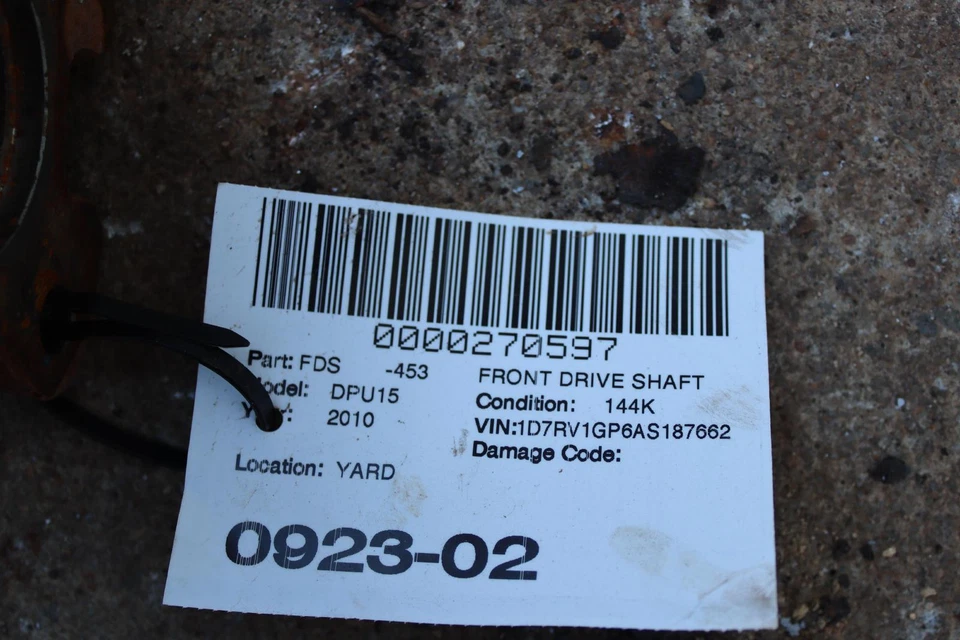 0000270597
Part: FDS -453 FRONT DRIVE SHAFT
Model: DPU15 Condition: 144K
2010 VIN:1D7RV1GP6AS187662
Damage Code:
Location: YARD
0923-02